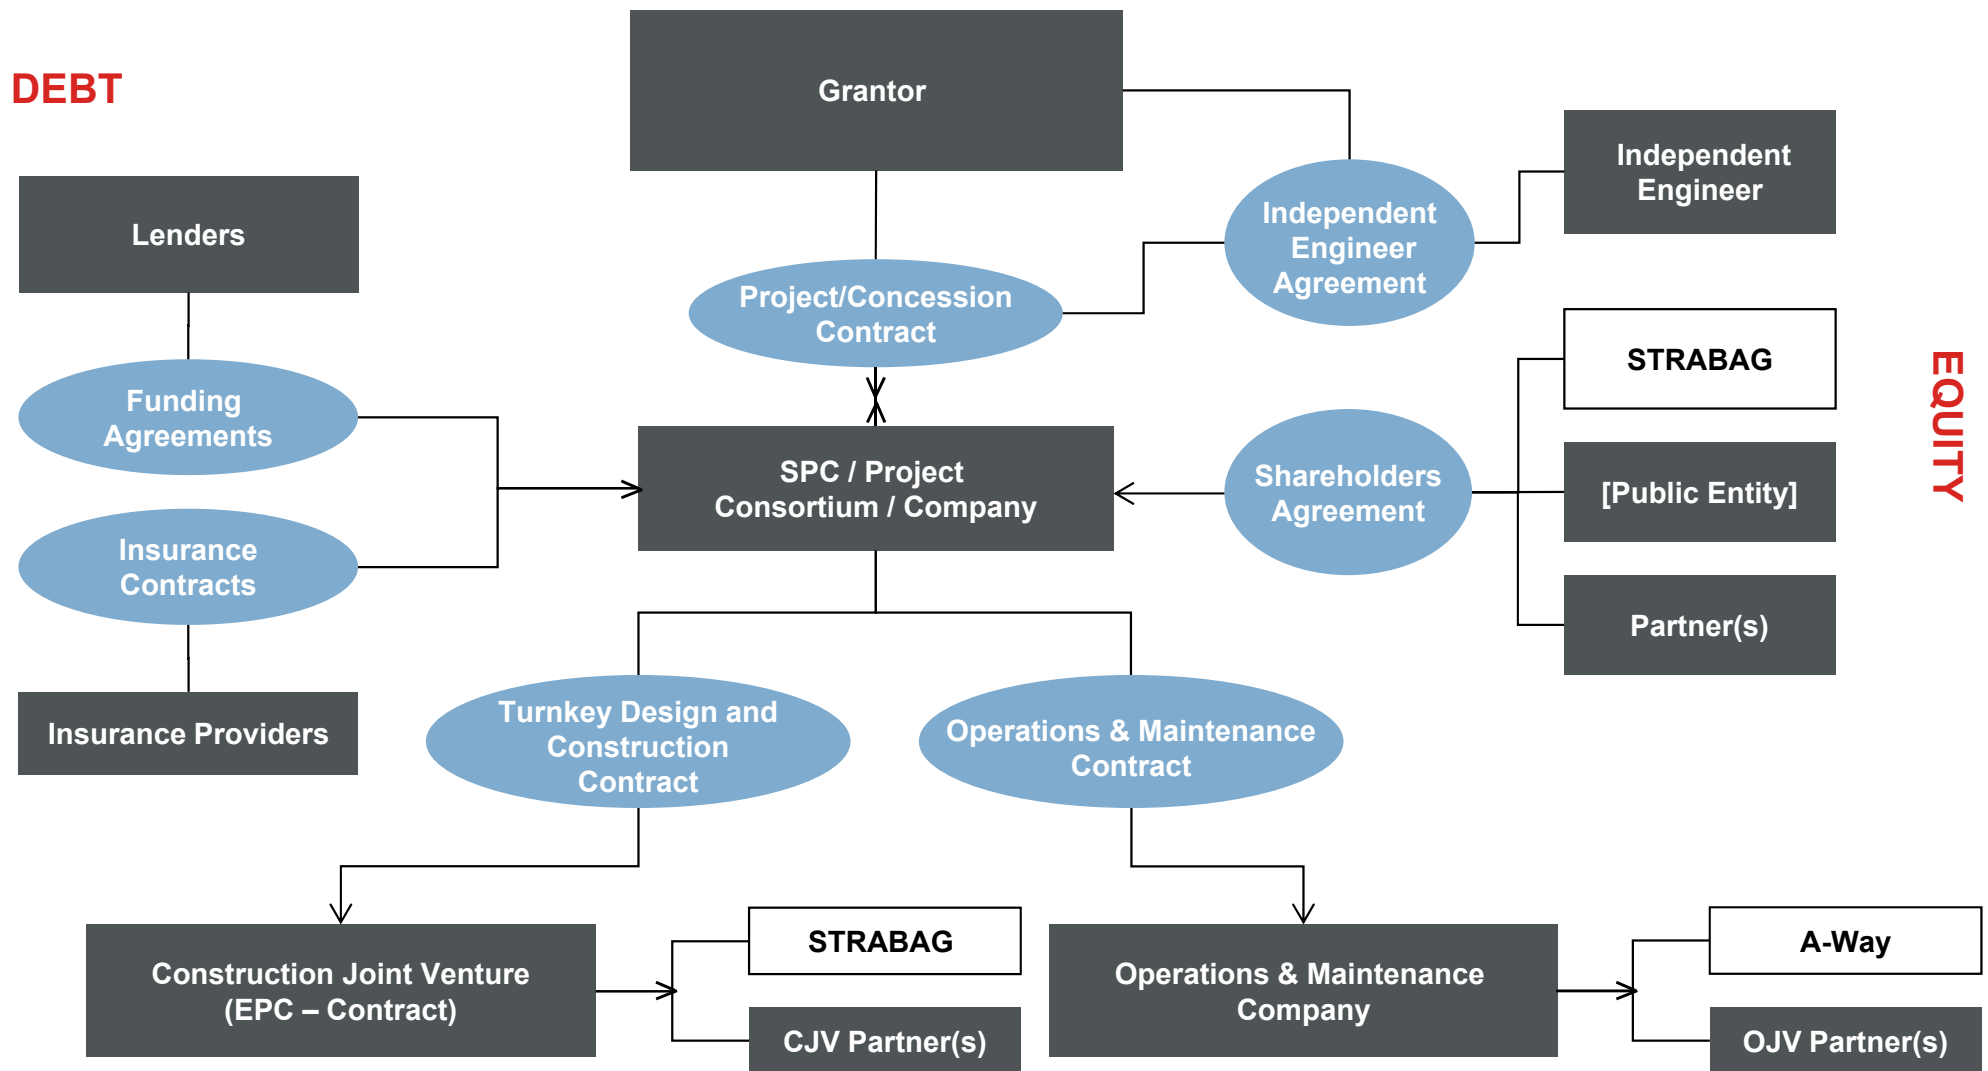 DEBT
Grantor
Independent
Engineer
Lenders
Independent
Engineer
Agreement
Project/Concession
Contract
STRABAG
EQUITY
Funding
Agreements
SPC / Project
Consortium / Company
Shareholders
Agreement
[Public Entity]
Insurance
Contracts
Partner(s)
Insurance Providers
Turnkey Design and
Construction
Contract
Operations & Maintenance
Contract
Construction Joint Venture
(EPC – Contract)
STRABAG
CJV Partner(s)
Operations & Maintenance
Company
A-Way
OJV Partner(s)